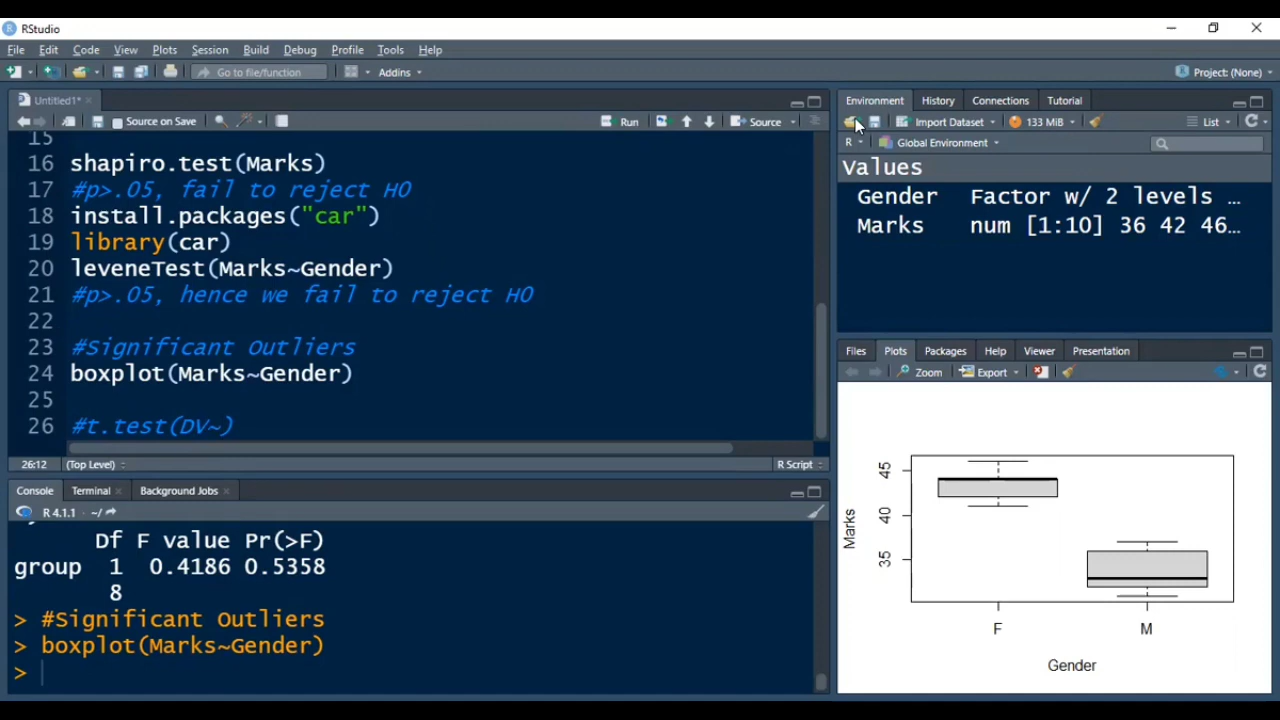 RStudio
File Edit Code View Plots Session Build Debug Profile Tools Help
Go to file/function Addins Project: (None)
Untitled1*
Source on Save Run Source
15
16 shapiro.test(Marks)
17 #p>.05, fail to reject H0
18 install.packages("car")
19 library(car)
20 leveneTest(Marks~Gender)
21 #p>.05, hence we fail to reject H0
22
23 #Significant Outliers
24 boxplot(Marks~Gender)
25
26 #t.test(DV~)
26:12 (Top Level) R Script
Console Terminal Background Jobs
R 4.1.1 · ~/
Df F value Pr(>F)
group 1 0.4186 0.5358
8
> #Significant Outliers
> boxplot(Marks~Gender)
>
Environment History Connections Tutorial
Import Dataset 133 MiB List
R Global Environment
Values
Gender Factor w/ 2 levels …
Marks num [1:10] 36 42 46…
Files Plots Packages Help Viewer Presentation
Zoom Export
45
40
35
Marks
F M
Gender